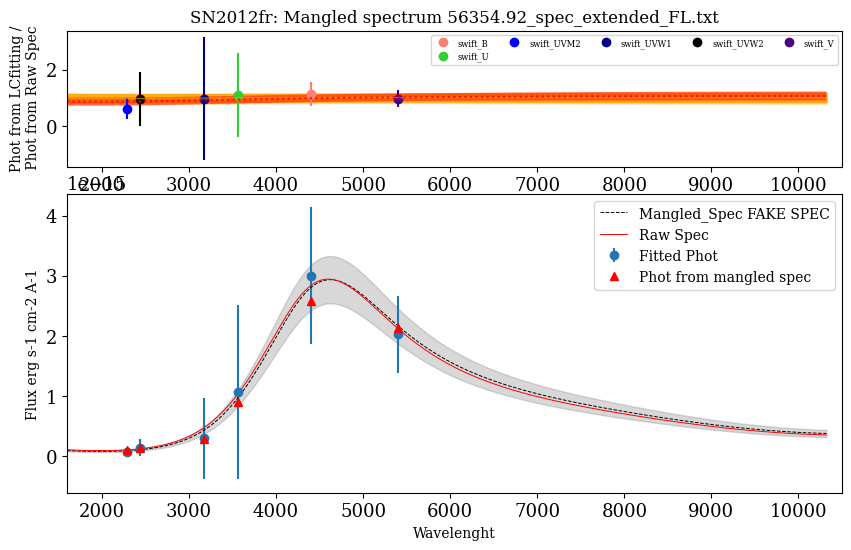 SN2012fr: Mangled spectrum 56354.92_spec_extended_FL.txt
Phot from LCfitting /
Phot from Raw Spec
2
0
swift_B
swift_U
swift_UVM2
swift_UVW1
swift_UVW2
swift_V
2000 3000 4000 5000 6000 7000 8000 9000 10000
1e−15
Flux erg s-1 cm-2 A-1
4
3
2
1
0
Mangled_Spec FAKE SPEC
Raw Spec
Fitted Phot
Phot from mangled spec
2000 3000 4000 5000 6000 7000 8000 9000 10000
Wavelenght